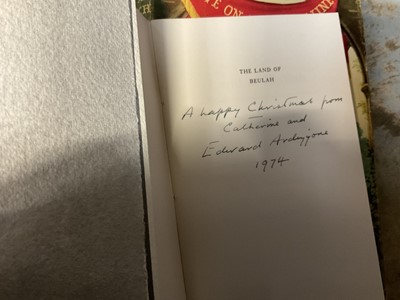 THE LAND OF
BEULAH
A happy Christmas from
Catherine and
Edward Ardizzone
1974